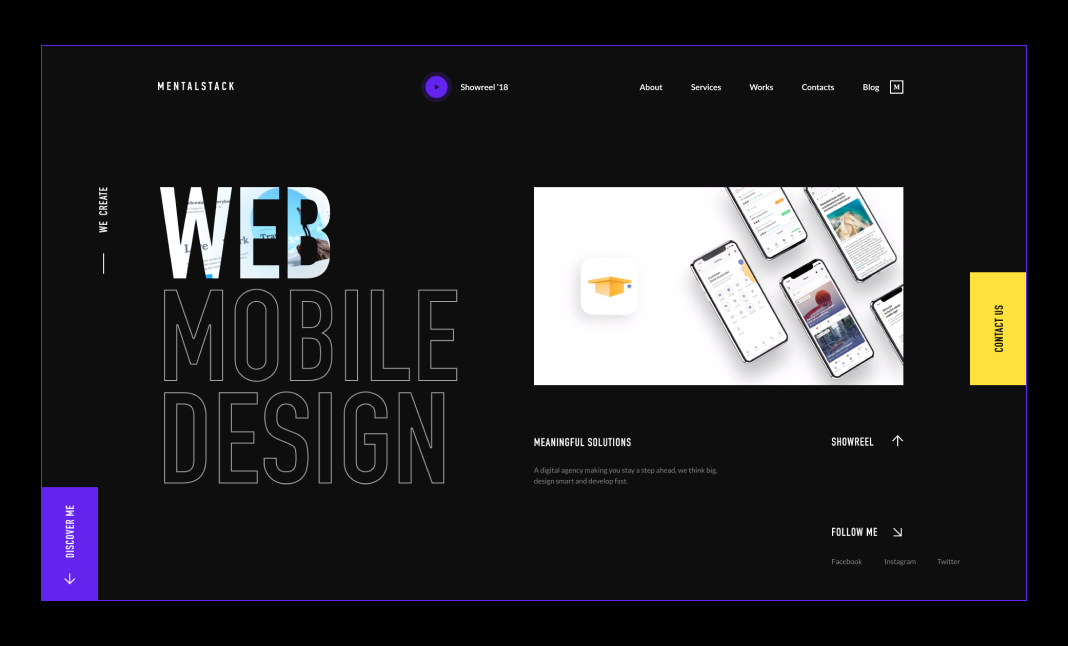 MENTALSTACK
Showreel '18
About
Services
Works
Contacts
Blog
M
WE CREATE
WEB
MOBILE
DESIGN
CONTACT US
MEANINGFUL SOLUTIONS
A digital agency making you stay a step ahead, we think big,
design smart and develop fast.
SHOWREEL
FOLLOW ME
Facebook
Instagram
Twitter
DISCOVER ME